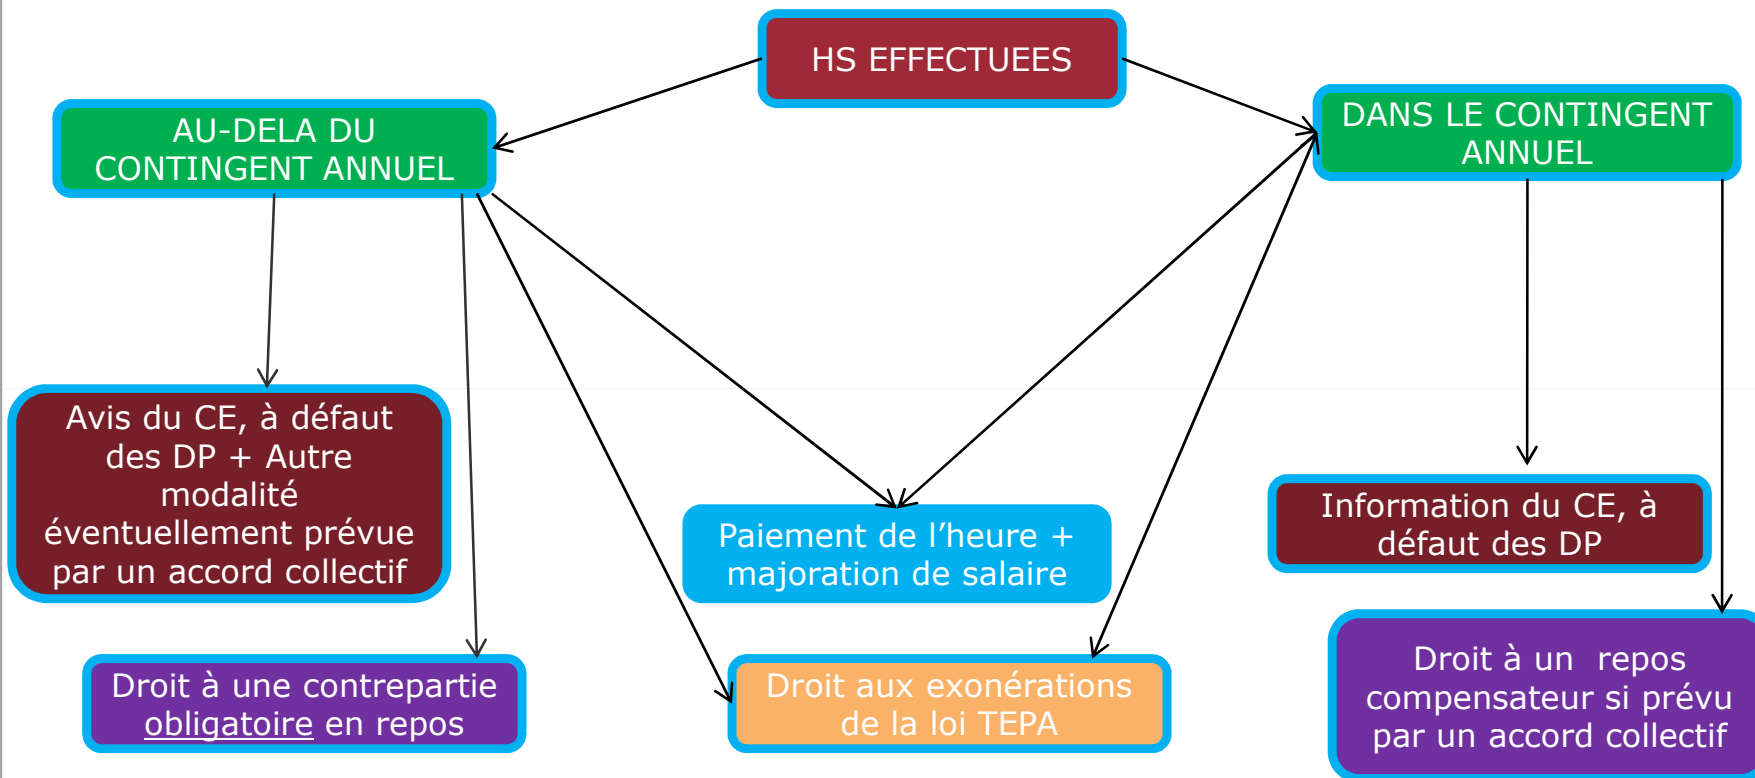 HS EFFECTUEES
AU-DELA DU
CONTINGENT ANNUEL
DANS LE CONTINGENT
ANNUEL
Avis du CE, à défaut
des DP + Autre
modalité
éventuellement prévue
par un accord collectif
Paiement de l’heure +
majoration de salaire
Information du CE, à
défaut des DP
Droit à une contrepartie
obligatoire en repos
Droit aux exonérations
de la loi TEPA
Droit à un  repos
compensateur si prévu
par un accord collectif